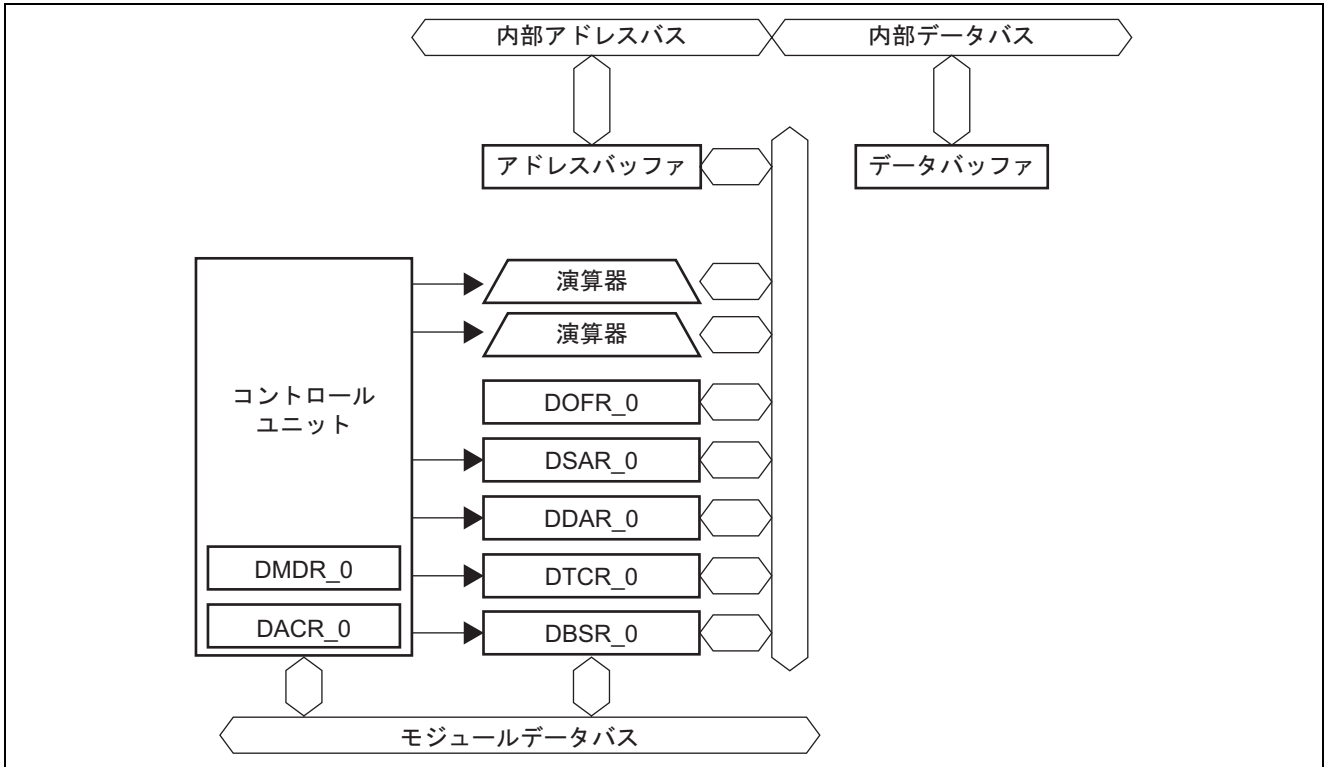 内部アドレスバス
内部データバス
アドレスバッファ
データバッファ
演算器
演算器
コントロール
ユニット
DOFR_0
DSAR_0
DDAR_0
DMDR_0
DTCR_0
DACR_0
DBSR_0
モジュールデータバス